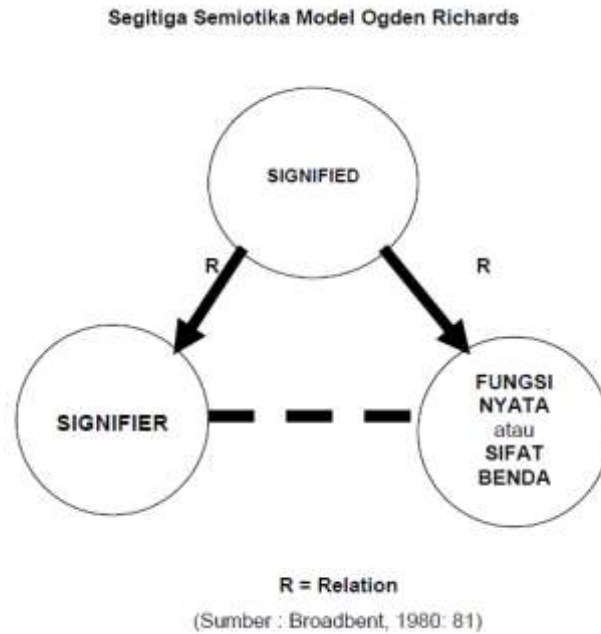 Segitiga Semiotika Model Ogden Richards
SIGNIFIED
R
R
SIGNIFIER
FUNGSI
NYATA
atau
SIFAT
BENDA
R = Relation
(Sumber : Broadbent, 1980: 81)